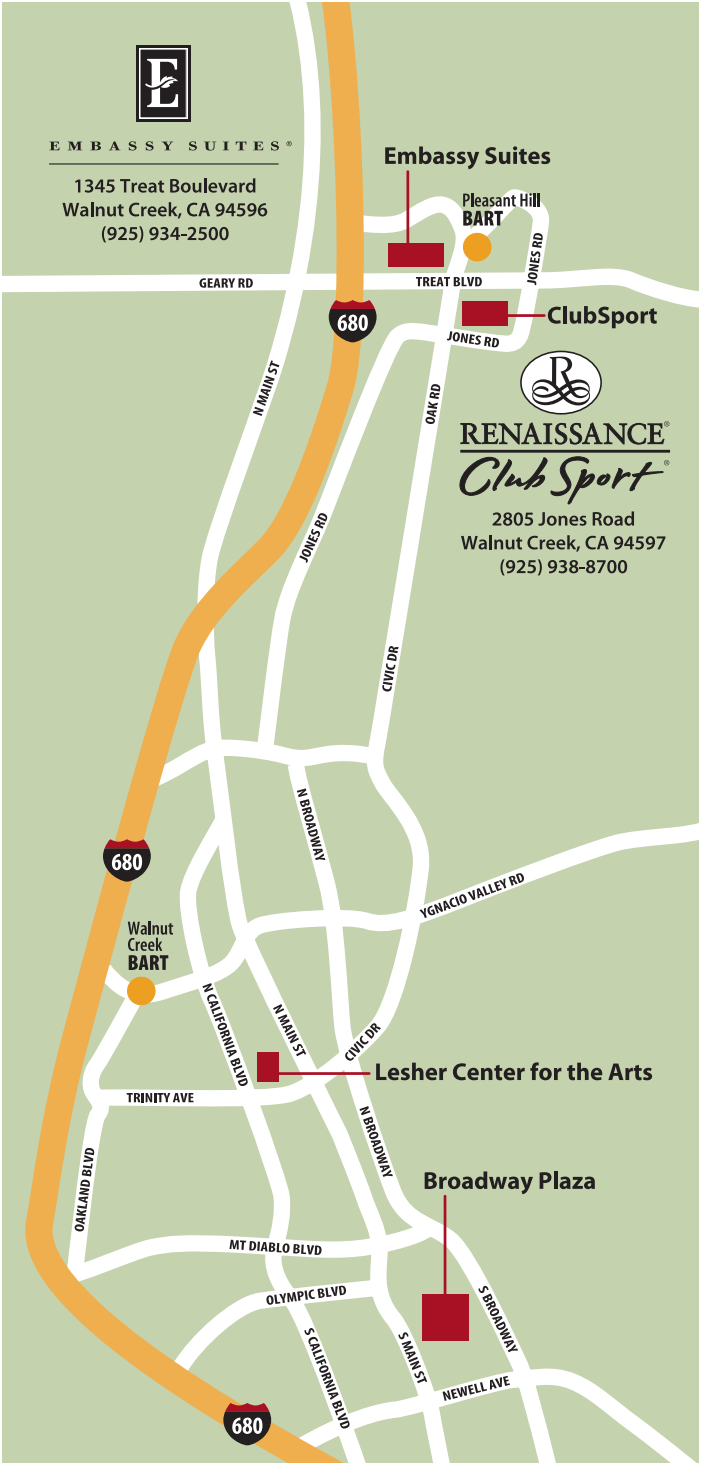 E
EMBASSY SUITES®
1345 Treat Boulevard
Walnut Creek, CA 94596
(925) 934-2500
Embassy Suites
Pleasant Hill
BART
JONES RD
GEARY RD
TREAT BLVD
680
ClubSport
JONES RD
N MAIN ST
OAK RD
R
RENAISSANCE®
Club Sport®
2805 Jones Road
Walnut Creek, CA 94597
(925) 938-8700
JONES RD
CIVIC DR
N BROADWAY
680
YGNACIO VALLEY RD
Walnut
Creek
BART
N CALIFORNIA BLVD
N MAIN ST
CIVIC DR
Lesher Center for the Arts
TRINITY AVE
N BROADWAY
OAKLAND BLVD
Broadway Plaza
MT DIABLO BLVD
OLYMPIC BLVD
S BROADWAY
S CALIFORNIA BLVD
S MAIN ST
NEWELL AVE
680